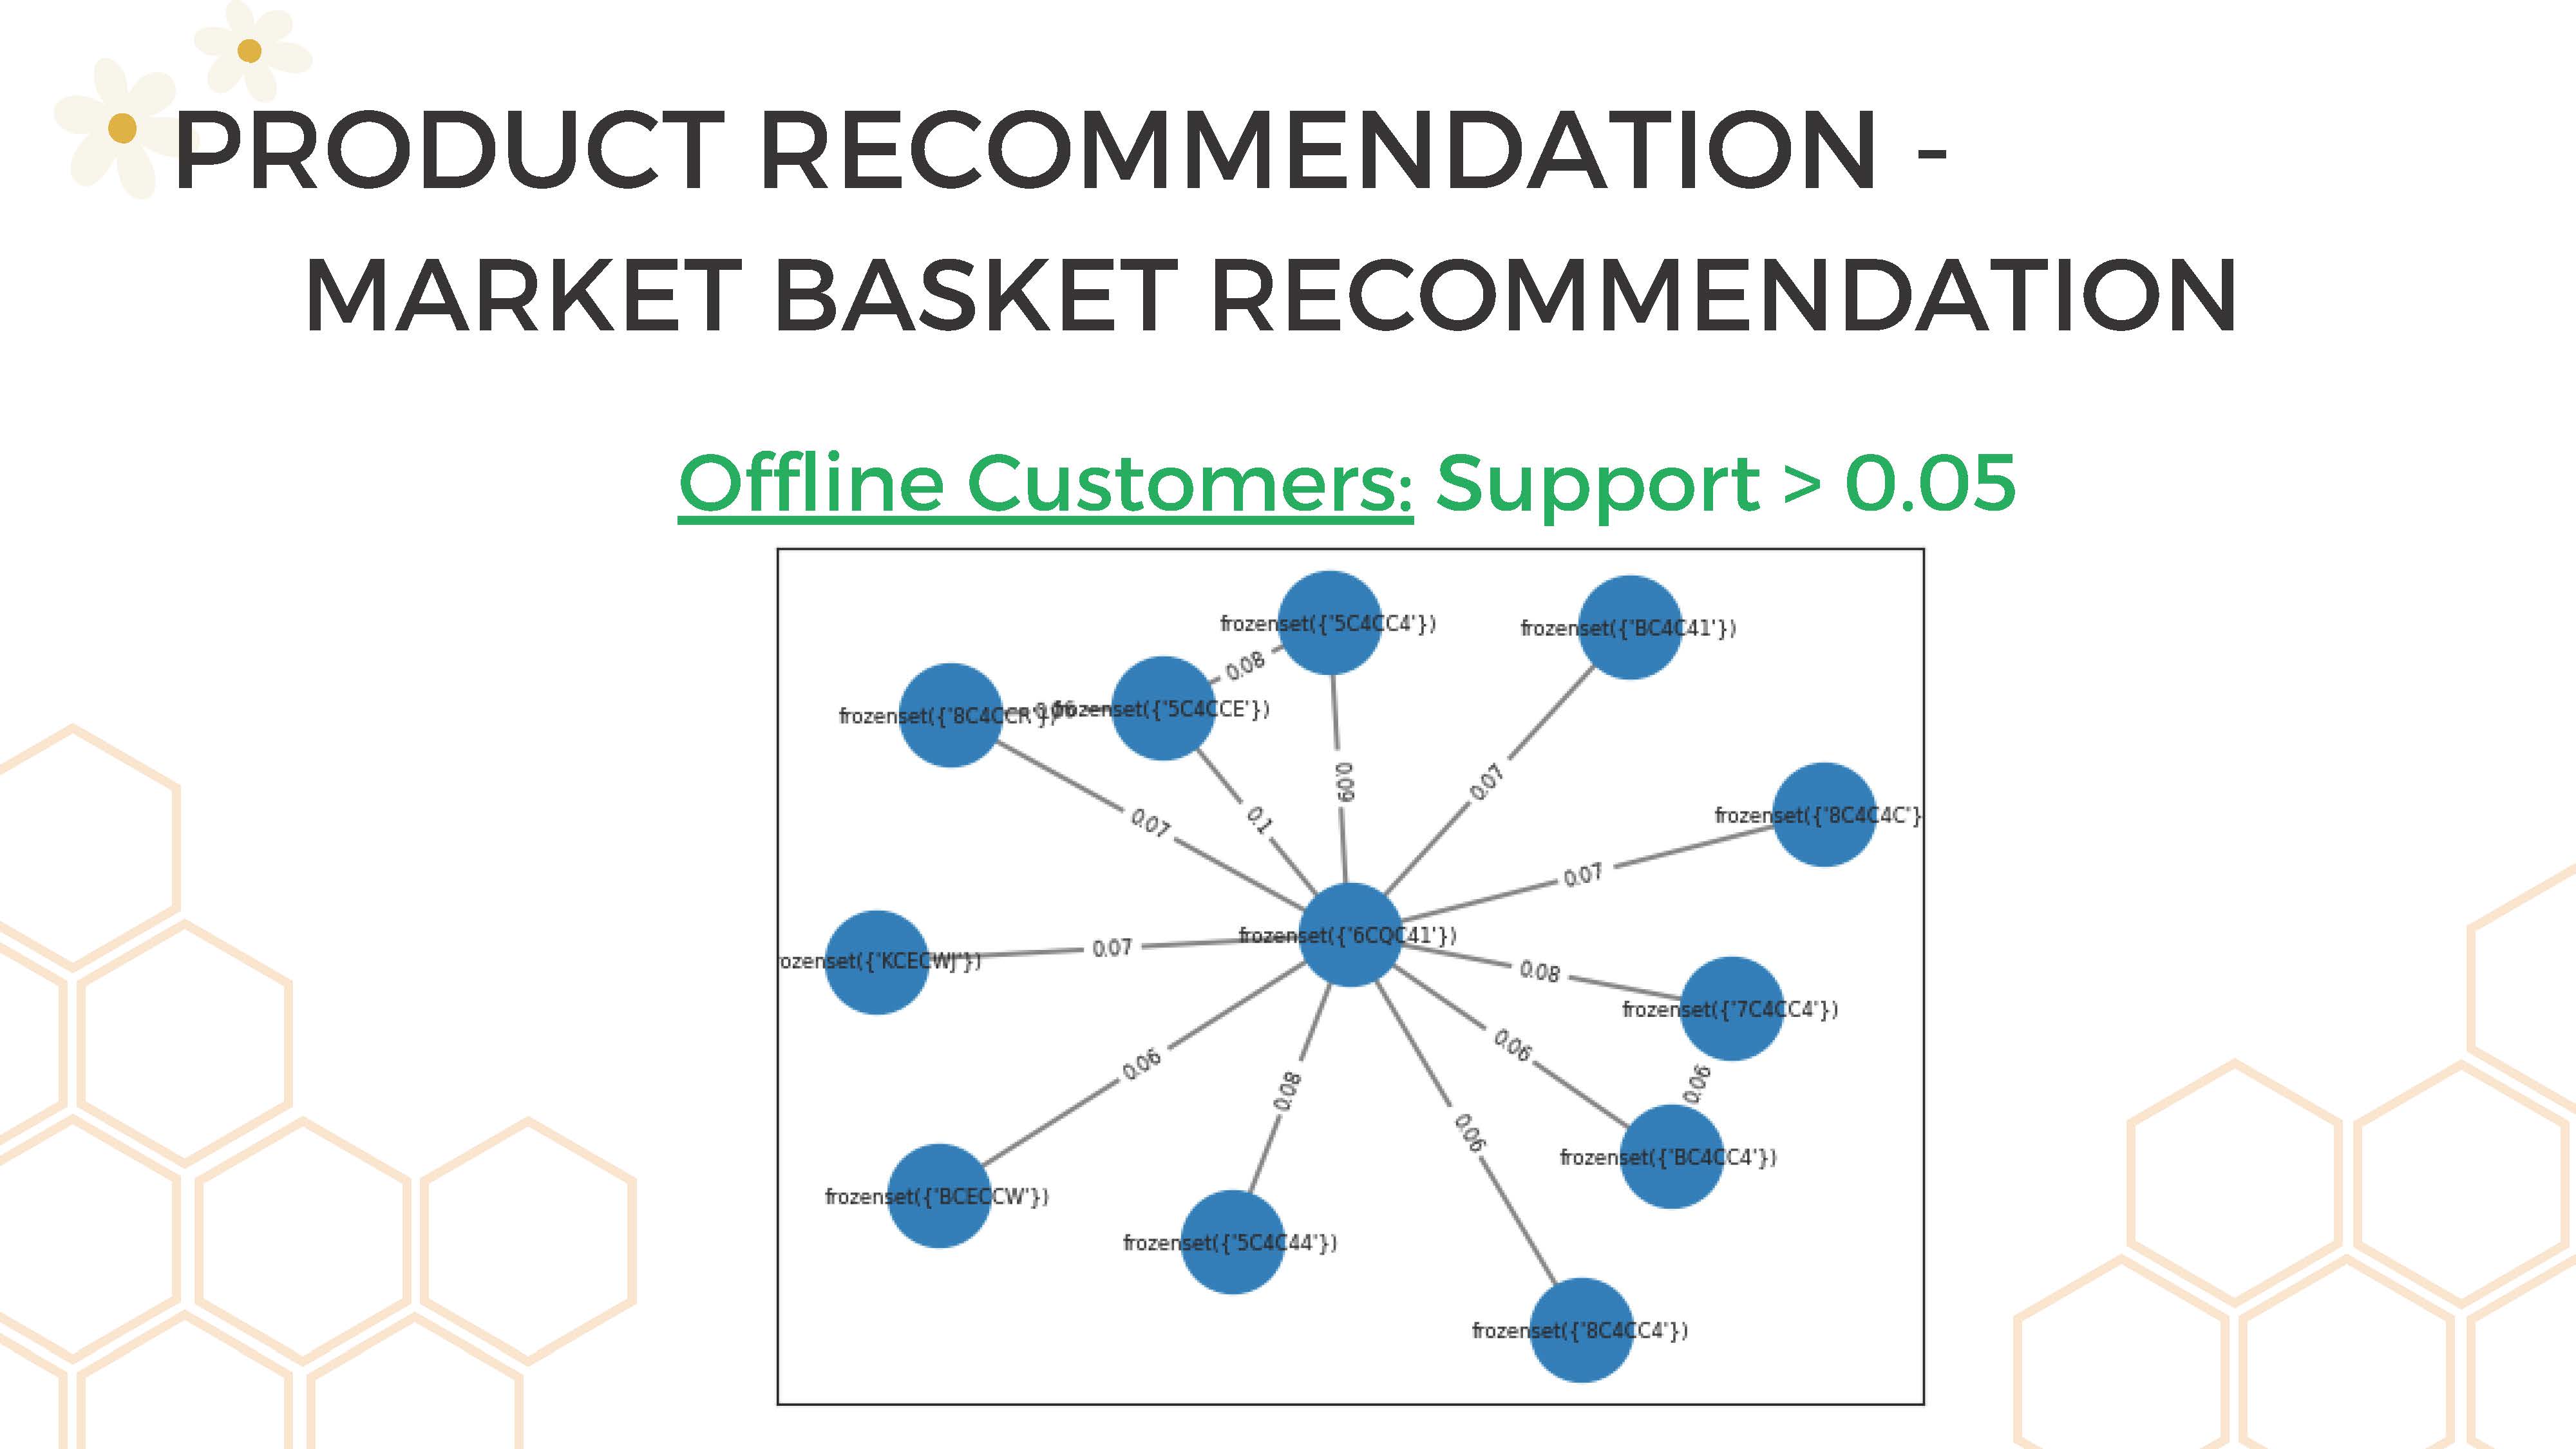 PRODUCT RECOMMENDATION -
MARKET BASKET RECOMMENDATION
Offline Customers: Support > 0.05
frozenset({'5C4CC4'})
frozenset({'BC4C41'})
0.08
frozenset({'8C4CCR'})
frozenset({'5C4CCE'})
0.09
0.07
frozenset({'8C4C4C'}
0.07
0.1
0.07
frozenset({'6CQC41'})
0.07
ozenset({'KCECWJ'})
0.08
frozenset({'7C4CC4'})
0.06
0.06
0.08
0.06
0.06
frozenset({'BC4CC4'})
frozenset({'BCECCW'})
frozenset({'5C4C44'})
frozenset({'8C4CC4'})